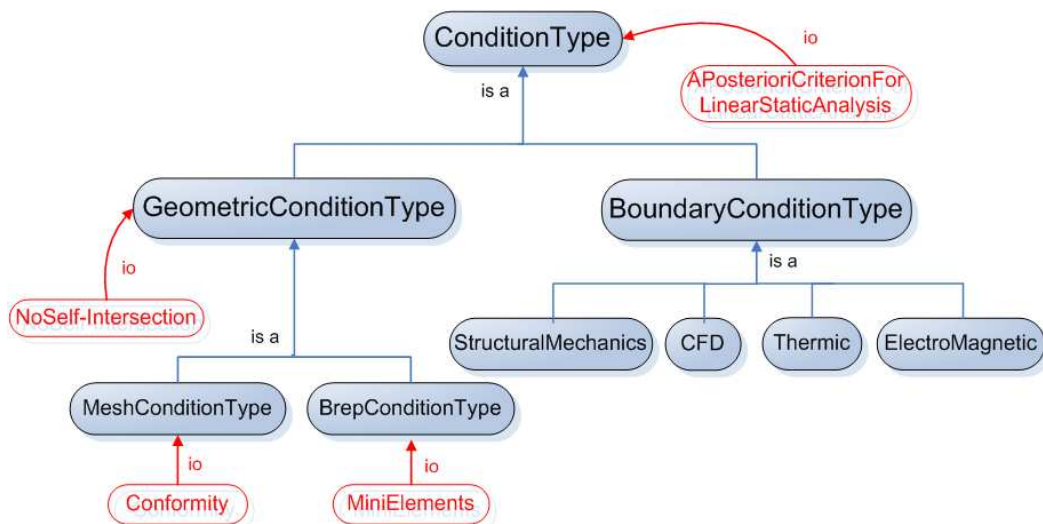 ConditionType
io
APosterioriCriterionFor
LinearStaticAnalysis
is a
GeometricConditionType
BoundaryConditionType
io
is a
NoSelf-Intersection
is a
StructuralMechanics
CFD
Thermic
ElectroMagnetic
MeshConditionType
BrepConditionType
io
io
Conformity
MiniElements